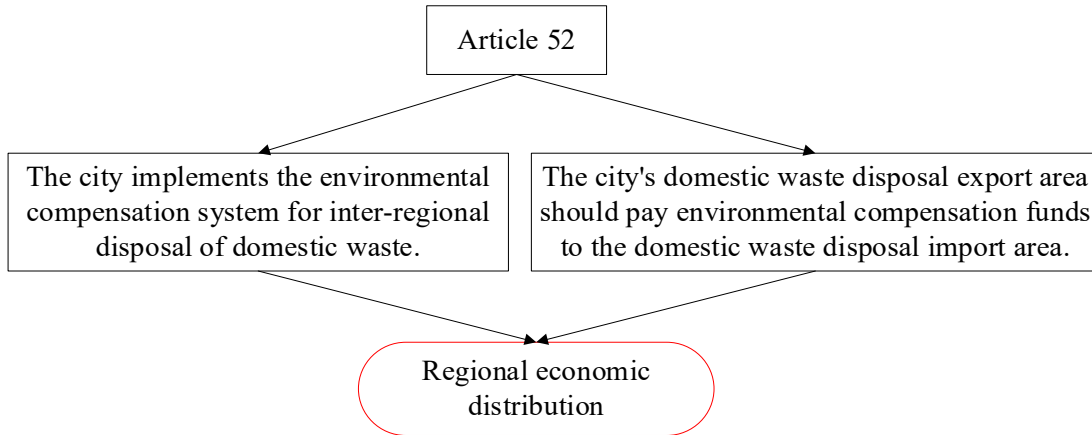 Article 52
The city implements the environmental
compensation system for inter-regional
disposal of domestic waste.
The city's domestic waste disposal export area
should pay environmental compensation funds
to the domestic waste disposal import area.
Regional economic
distribution